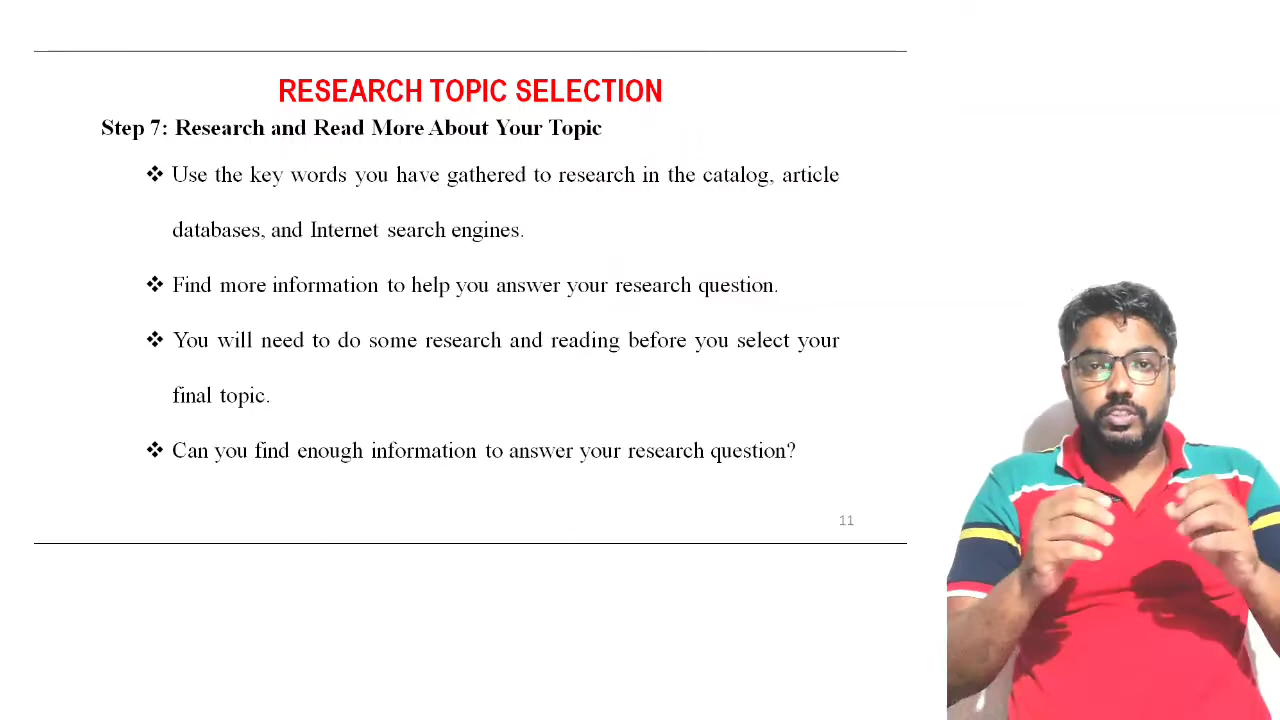 RESEARCH TOPIC SELECTION
Step 7: Research and Read More About Your Topic
❖ Use the key words you have gathered to research in the catalog, article
databases, and Internet search engines.
❖ Find more information to help you answer your research question.
❖ You will need to do some research and reading before you select your
final topic.
❖ Can you find enough information to answer your research question?
11